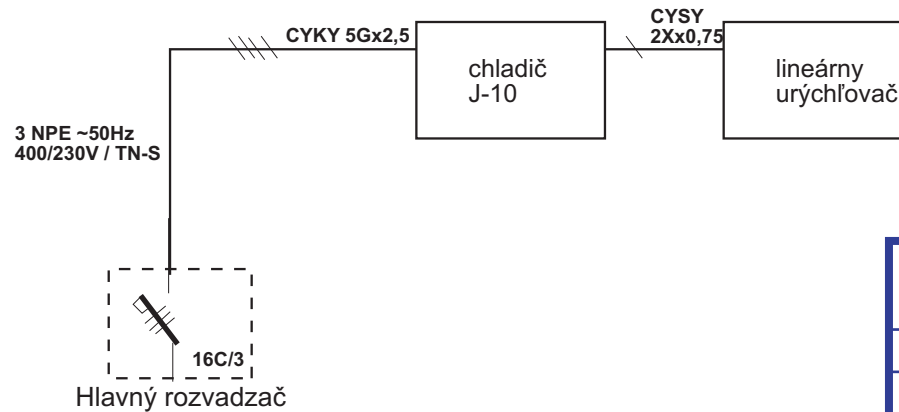 CYKY 5Gx2,5
CYSY
2Xx0,75
chladič
J-10
lineárny
urýchľovač
3 NPE ~50Hz
400/230V / TN-S
16C/3
Hlavný rozvadzač